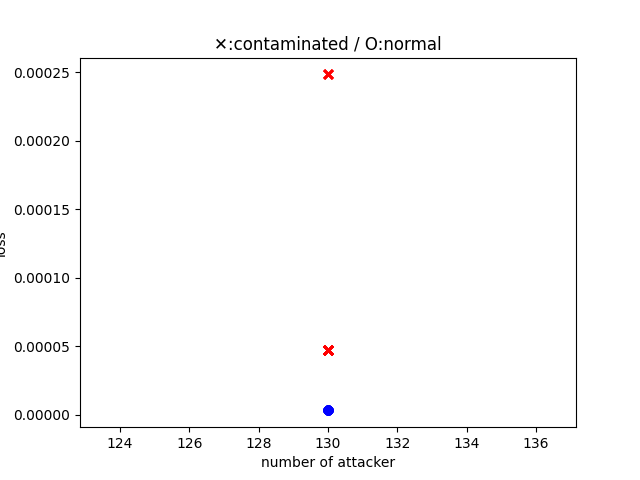 ✕:contaminated / O:normal
0.00025
0.00020
0.00015
0.00010
0.00005
0.00000
loss
124 126 128 130 132 134 136
number of attacker